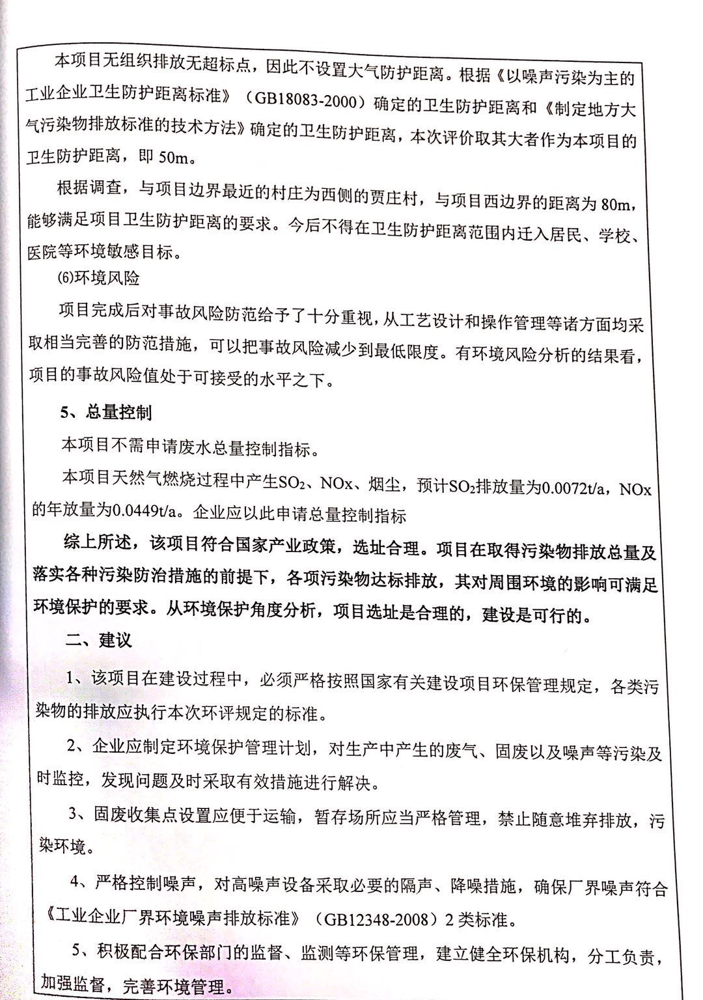 本项目无组织排放无超标点，因此不设置大气防护距离。根据《以噪声污染为主的
工业企业卫生防护距离标准》（GB18083-2000）确定的卫生防护距离和《制定地方大
气污染物排放标准的技术方法》确定的卫生防护距离，本次评价取其大者作为本项目的
卫生防护距离，即 50m。
根据调查，与项目边界最近的村庄为西侧的贾庄村，与项目西边界的距离为 80m，
能够满足项目卫生防护距离的要求。今后不得在卫生防护距离范围内迁入居民、学校、
医院等环境敏感目标。
⑹环境风险
项目完成后对事故风险防范给予了十分重视，从工艺设计和操作管理等诸方面均采
取相当完善的防范措施，可以把事故风险减少到最低限度。有环境风险分析的结果看，
项目的事故风险值处于可接受的水平之下。
5、总量控制
本项目不需申请废水总量控制指标。
本项目天然气燃烧过程中产生SO₂、NOx、烟尘，预计SO₂排放量为0.0072t/a，NOx
的年放量为0.0449t/a。企业应以此申请总量控制指标
综上所述，该项目符合国家产业政策，选址合理。项目在取得污染物排放总量及
落实各种污染防治措施的前提下，各项污染物达标排放，其对周围环境的影响可满足
环境保护的要求。从环境保护角度分析，项目选址是合理的，建设是可行的。
二、建议
1、该项目在建设过程中，必须严格按照国家有关建设项目环保管理规定，各类污
染物的排放应执行本次环评规定的标准。
2、企业应制定环境保护管理计划，对生产中产生的废气、固废以及噪声等污染及
时监控，发现问题及时采取有效措施进行解决。
3、固废收集点设置应便于运输，暂存场所应当严格管理，禁止随意堆弃排放，污
染环境。
4、严格控制噪声，对高噪声设备采取必要的隔声、降噪措施，确保厂界噪声符合
《工业企业厂界环境噪声排放标准》（GB12348-2008）2 类标准。
5、积极配合环保部门的监督、监测等环保管理，建立健全环保机构，分工负责，
加强监督，完善环境管理。